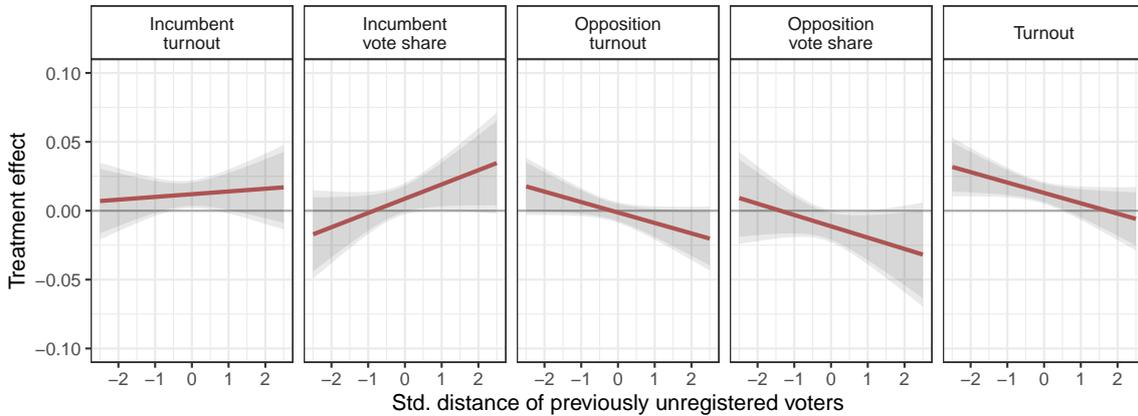 Incumbent
turnout
Incumbent
vote share
Opposition
turnout
Opposition
vote share
Turnout
Treatment effect
0.10
0.05
0.00
−0.05
−0.10
−2 −1 0 1 2
−2 −1 0 1 2
−2 −1 0 1 2
−2 −1 0 1 2
−2 −1 0 1 2
Std. distance of previously unregistered voters